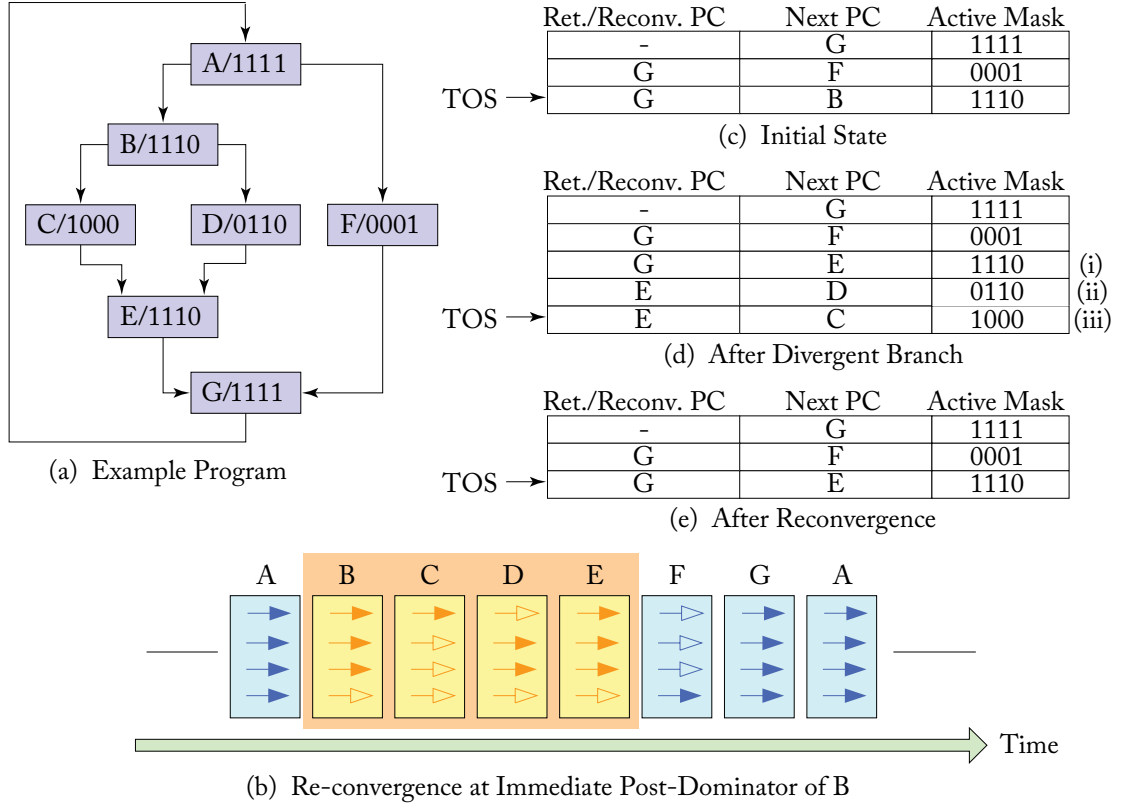 A/1111
B/1110
C/1000 D/0110 F/0001
E/1110
G/1111
(a) Example Program
Ret./Reconv. PC Next PC Active Mask
- G 1111
G F 0001
TOS G B 1110
(c) Initial State
Ret./Reconv. PC Next PC Active Mask
- G 1111
G F 0001
G E 1110 (i)
E D 0110 (ii)
TOS E C 1000 (iii)
(d) After Divergent Branch
Ret./Reconv. PC Next PC Active Mask
- G 1111
G F 0001
TOS G E 1110
(e) After Reconvergence
A B C D E F G A
Time
(b) Re-convergence at Immediate Post-Dominator of B